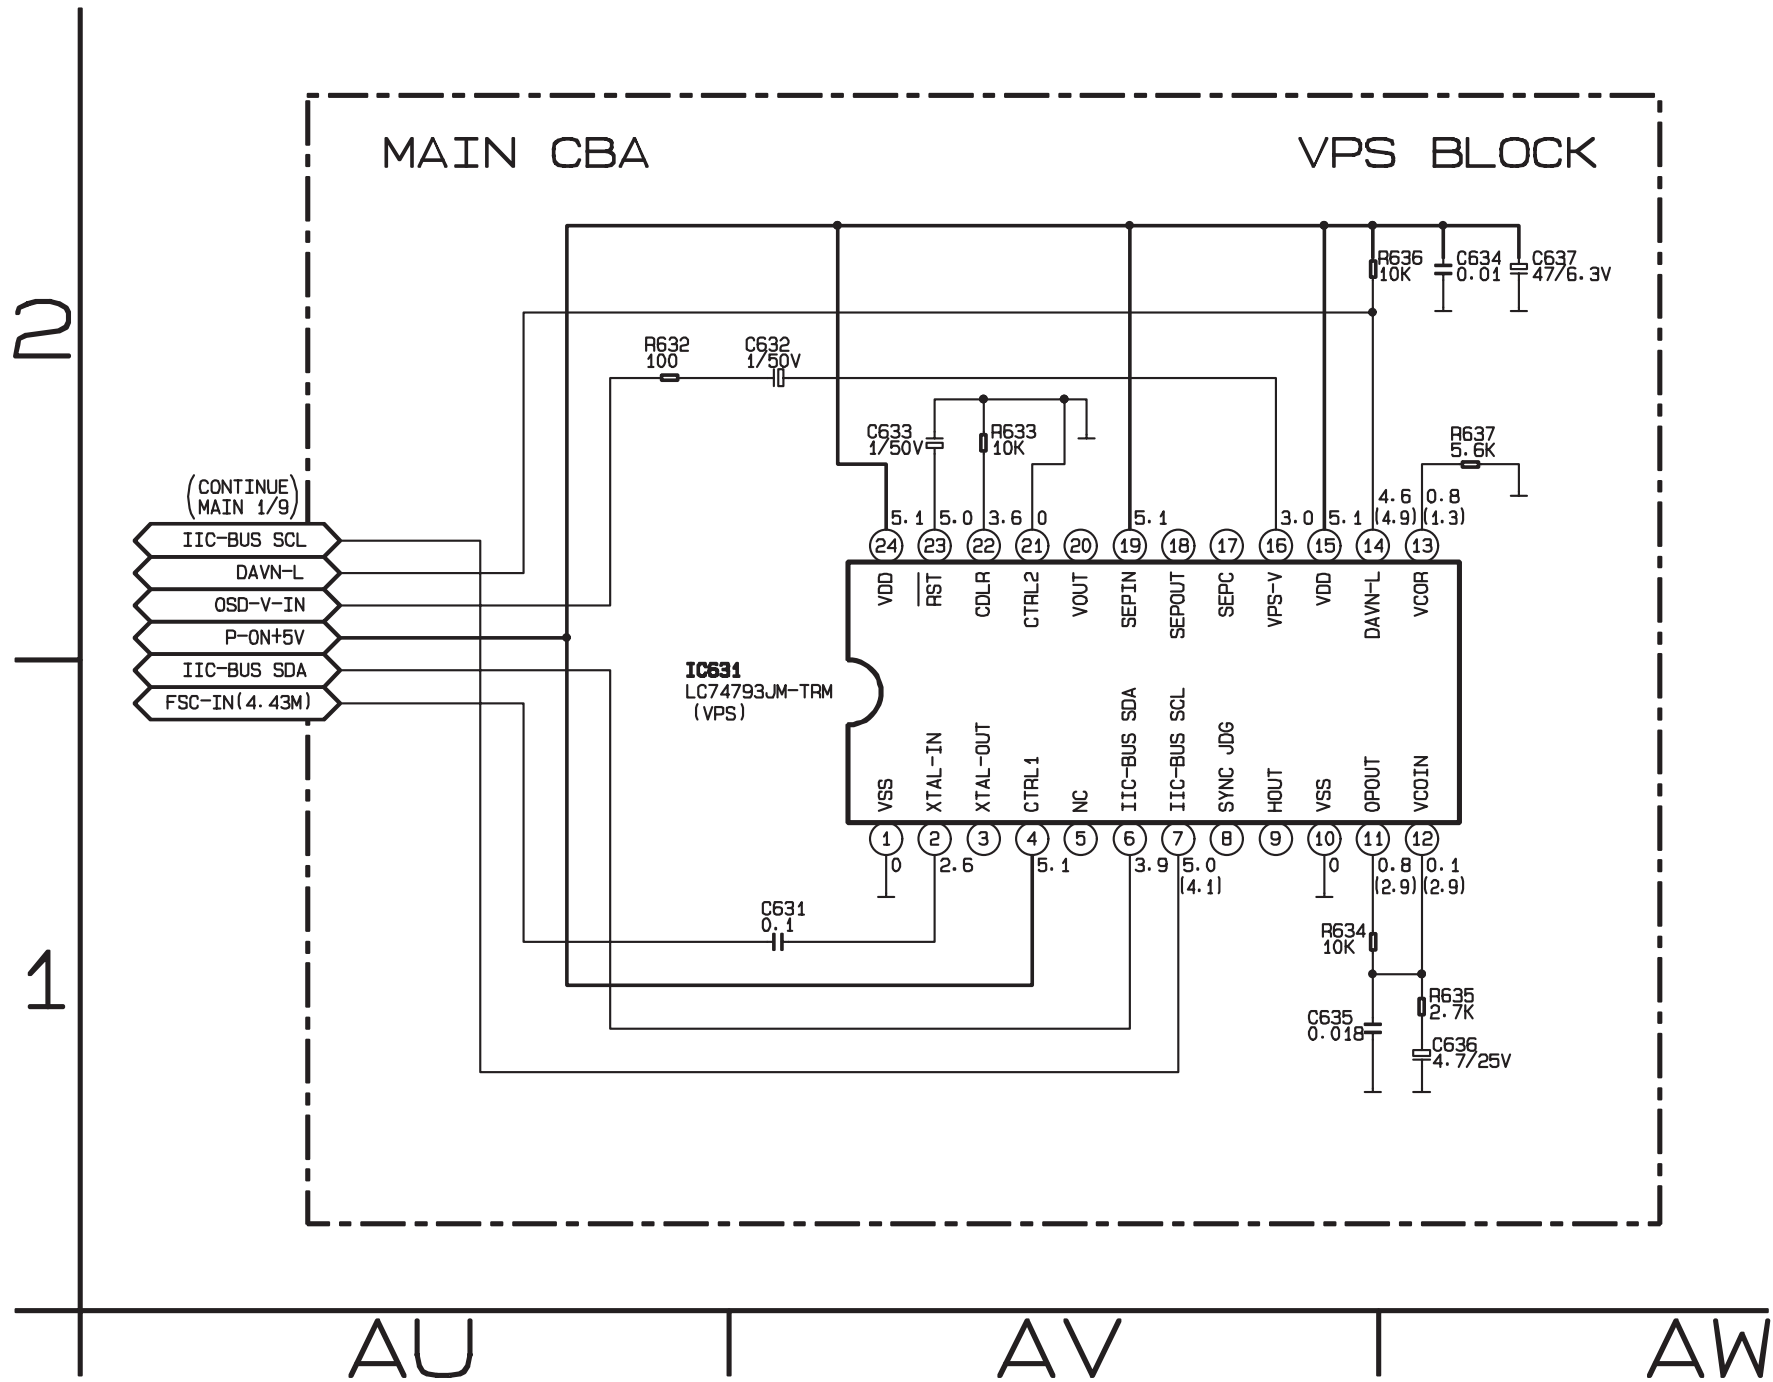 MAIN CBA
VPS BLOCK
2
R636
10K
C634
0.01
C637
47/6.3V
R632
100
C632
1/50V
C633
1/50V
R633
10K
R637
5.6K
(CONTINUE
MAIN 1/9)
IIC-BUS SCL
DAVN-L
OSD-V-IN
P-ON+5V
IIC-BUS SDA
FSC-IN(4.43M)
5.1 5.0 3.6 0 5.1 3.0 5.1 4.6 0.8
(4.9) (1.3)
24 23 22 21 20 19 18 17 16 15 14 13
VDD
RST
CDLR
CTRL2
VOUT
SEPIN
SEPOUT
SEPC
VPS-V
VDD
DAVN-L
VCOR
IC631
LC74793JM-TRM
(VPS)
VSS
XTAL-IN
XTAL-OUT
CTRL1
NC
IIC-BUS SDA
IIC-BUS SCL
SYNC JDG
HOUT
VSS
OPOUT
VCOIN
1 2 3 4 5 6 7 8 9 10 11 12
0 2.6 5.1 3.9 5.0 0 0.8 0.1
(4.1) (2.9) (2.9)
C631
0.1
R634
10K
R635
2.7K
C635
0.018
C636
4.7/25V
1
AU AV AW